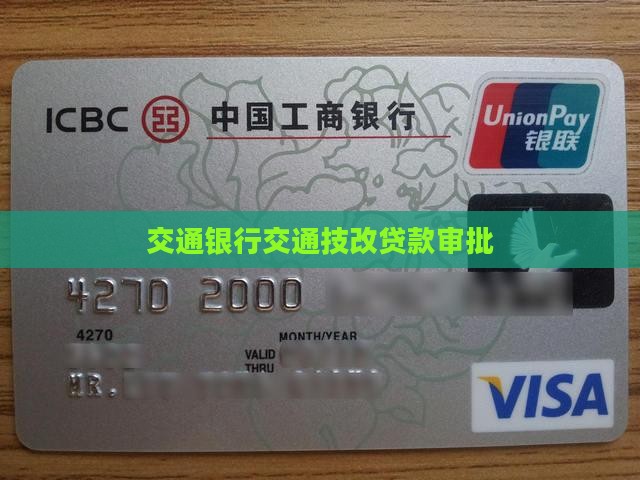 ICBC 中国工商银行
UnionPay
银联
交通银行交通技改贷款审批
4270 2000
4270
MONTH/YEAR
VALID
THRU
MR.
VISA